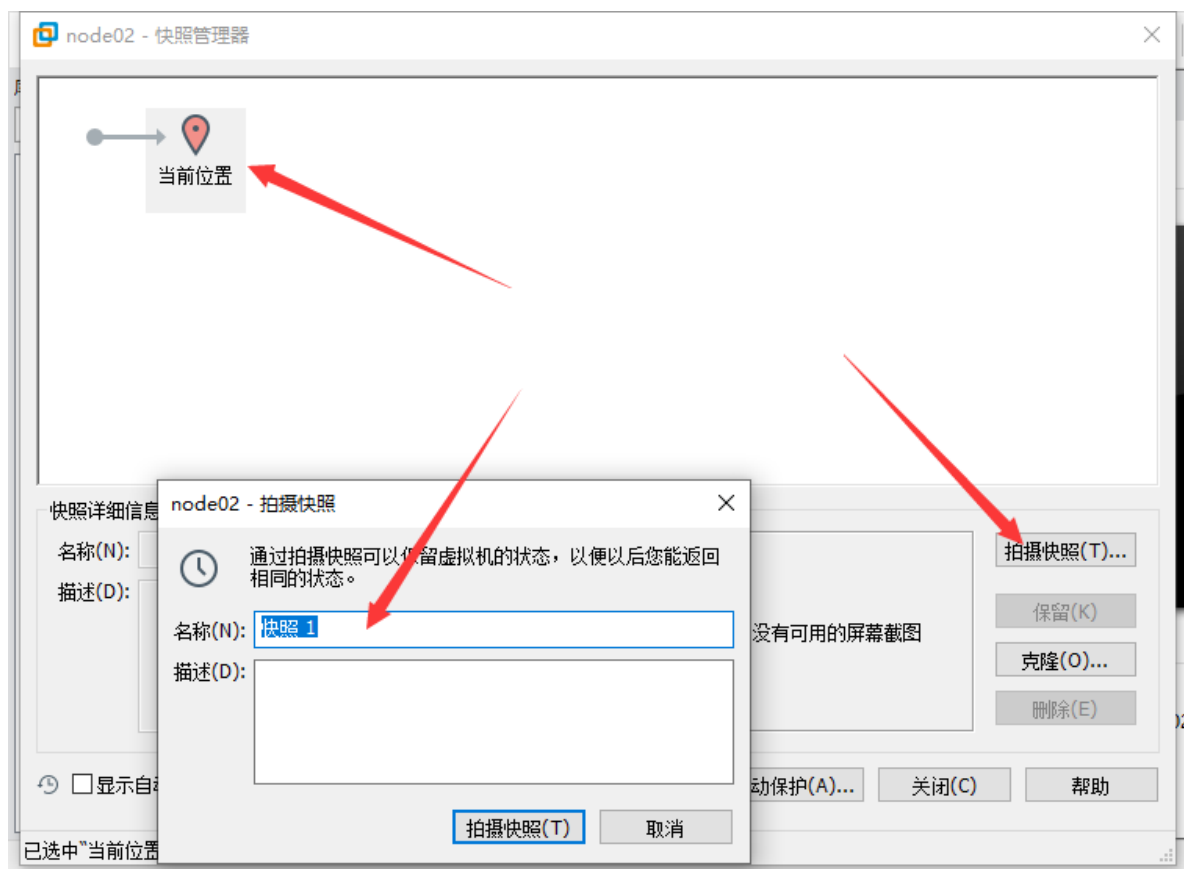 node02 - 快照管理器
当前位置
快照详细信息
名称(N):
描述(D):
没有可用的屏幕截图
拍摄快照(T)...
保留(K)
克隆(O)...
删除(E)
node02 - 拍摄快照
通过拍摄快照可以保留虚拟机的状态，以便以后您能返回
相同的状态。
名称(N): 快照 1
描述(D):
拍摄快照(T) 取消
显示自
动保护(A)... 关闭(C) 帮助
已选中"当前位置